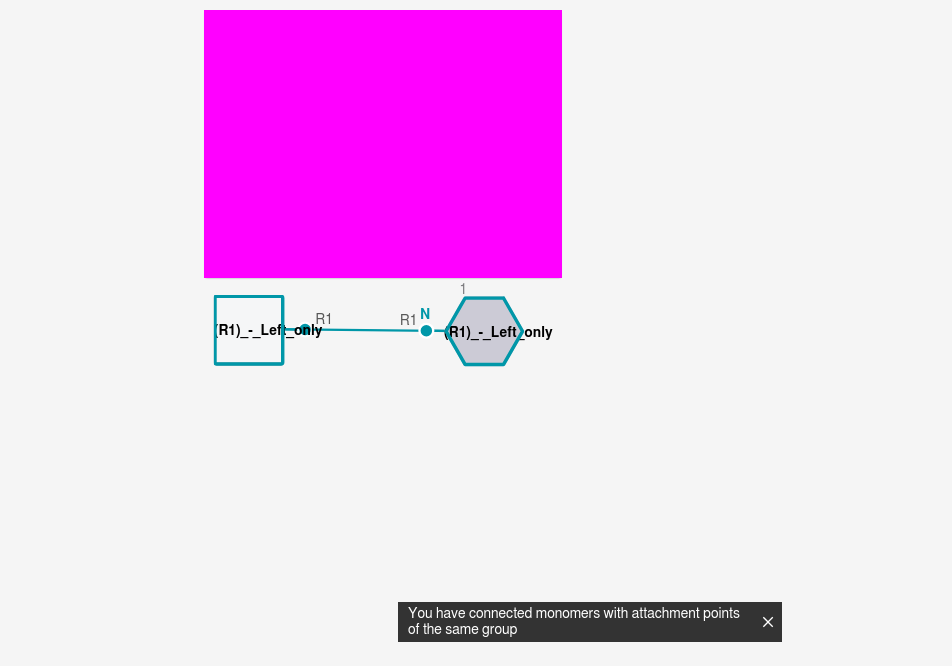 1
R1
R1
N
(R1)_-_Left_only
(R1)_-_Left_only
You have connected monomers with attachment points
of the same group